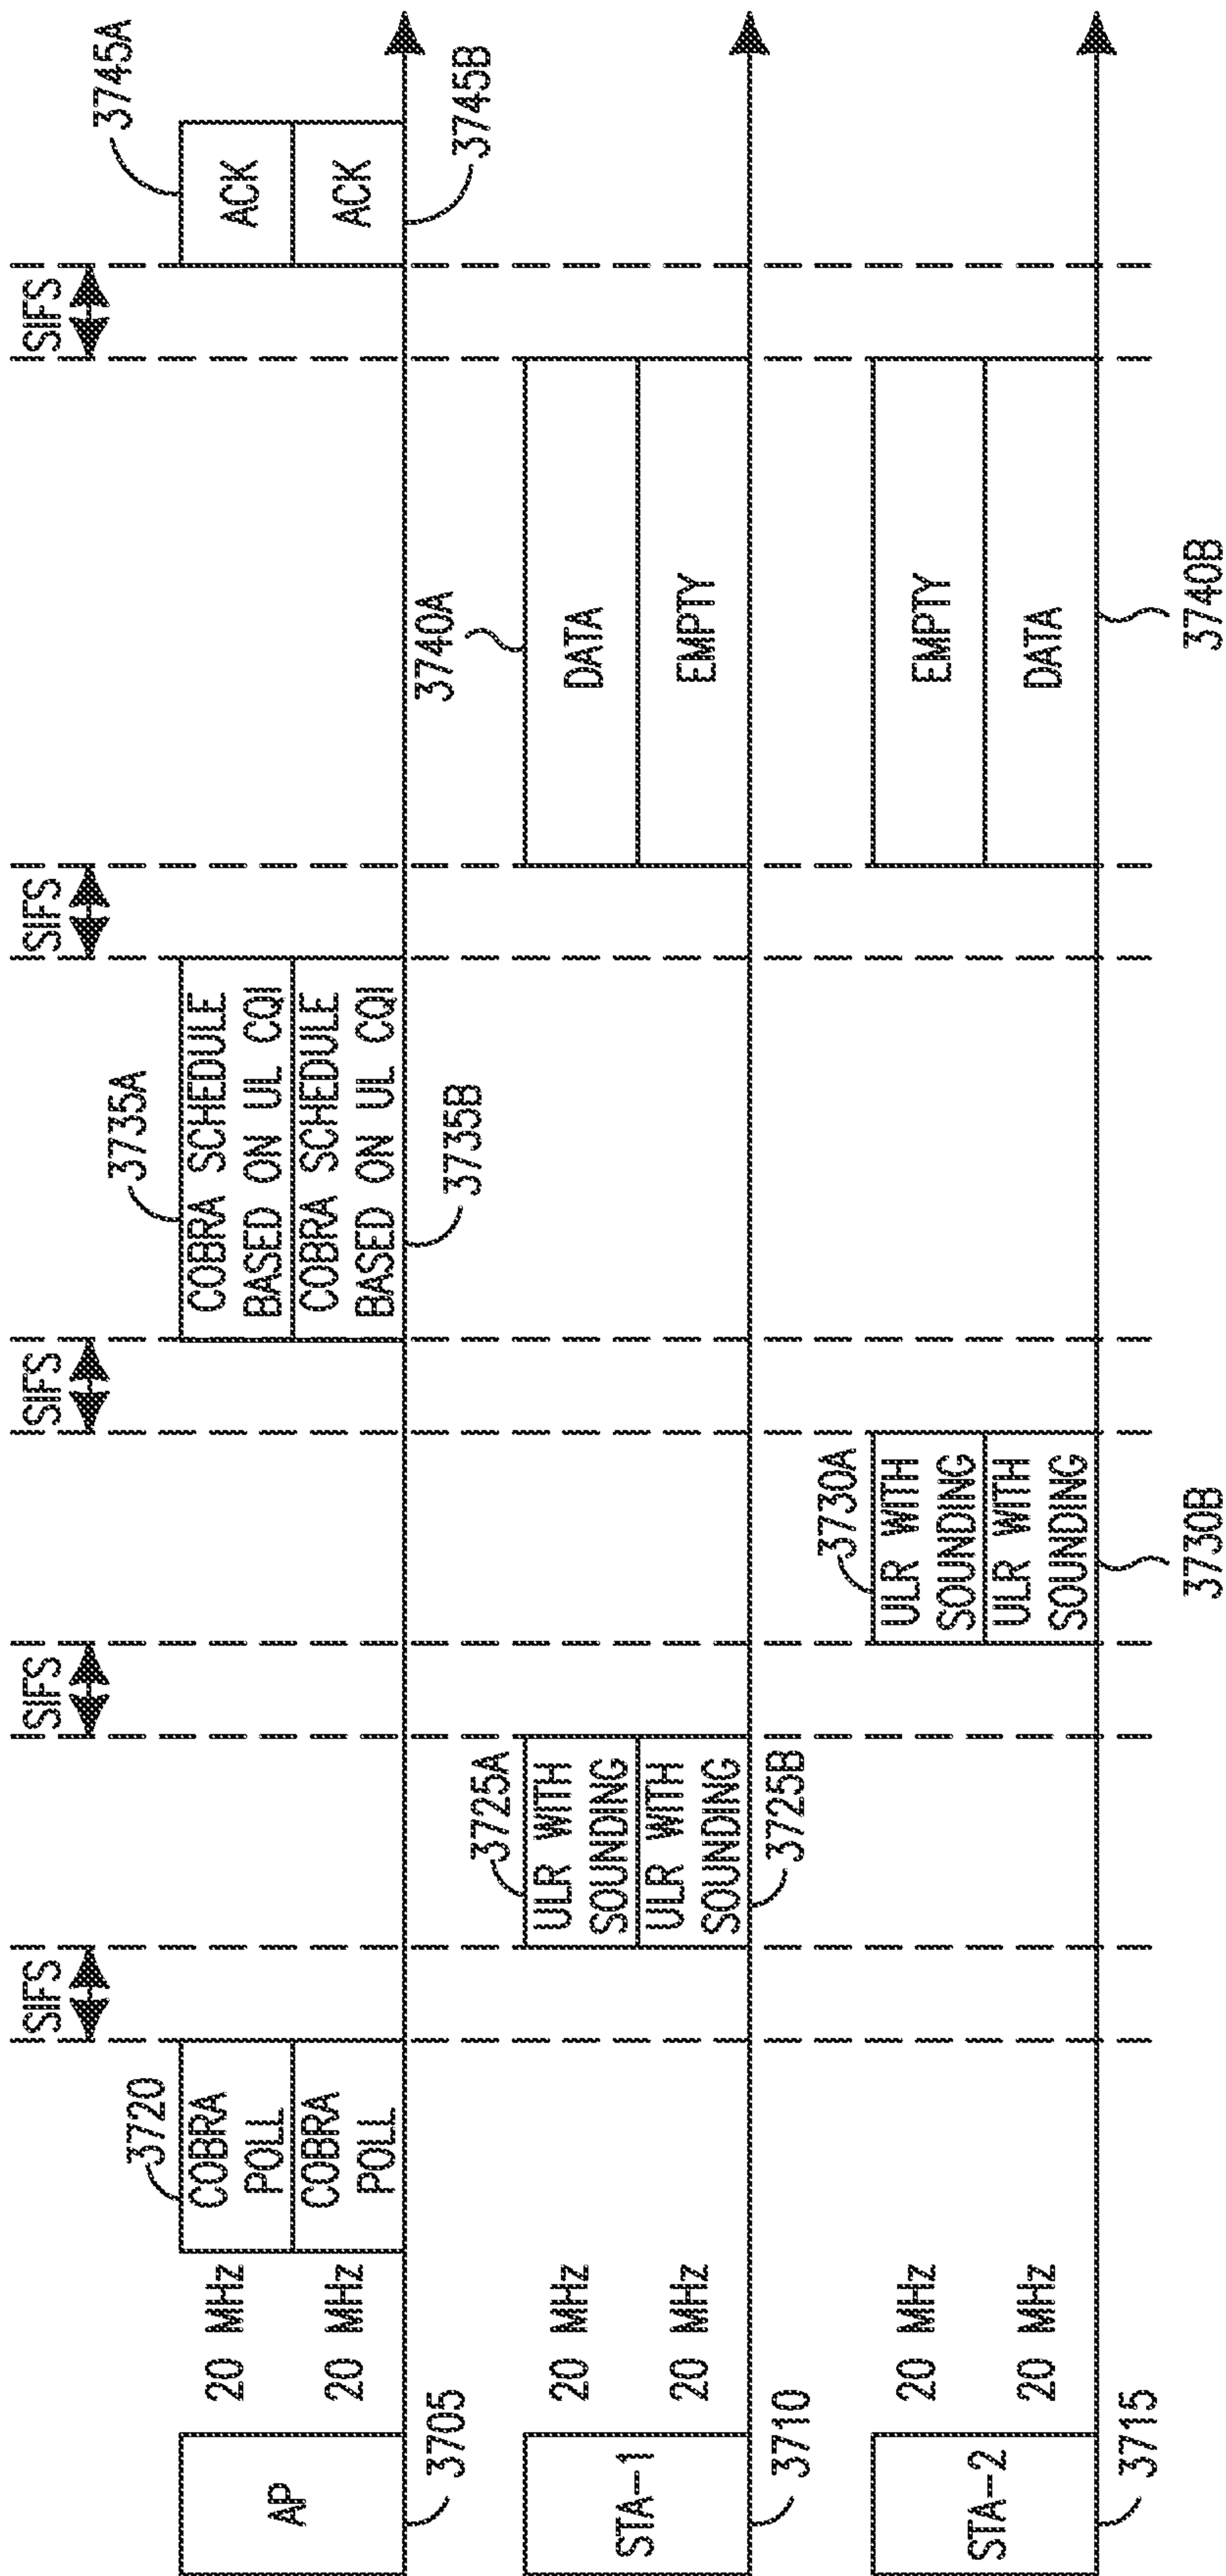 SIFS
SIFS
SIFS
SIFS
SIFS
3720
3735A
3745A
AP
20 MHz
20 MHz
COBRA
POLL
COBRA
POLL
COBRA SCHEDULE
BASED ON UL CQI
COBRA SCHEDULE
BASED ON UL CQI
ACK
ACK
3705
3735B
3745B
3725A
3740A
STA-1
20 MHz
20 MHz
ULR WITH
SOUNDING
ULR WITH
SOUNDING
DATA
EMPTY
3710
3725B
3730A
STA-2
20 MHz
20 MHz
ULR WITH
SOUNDING
ULR WITH
SOUNDING
EMPTY
DATA
3715
3730B
3740B